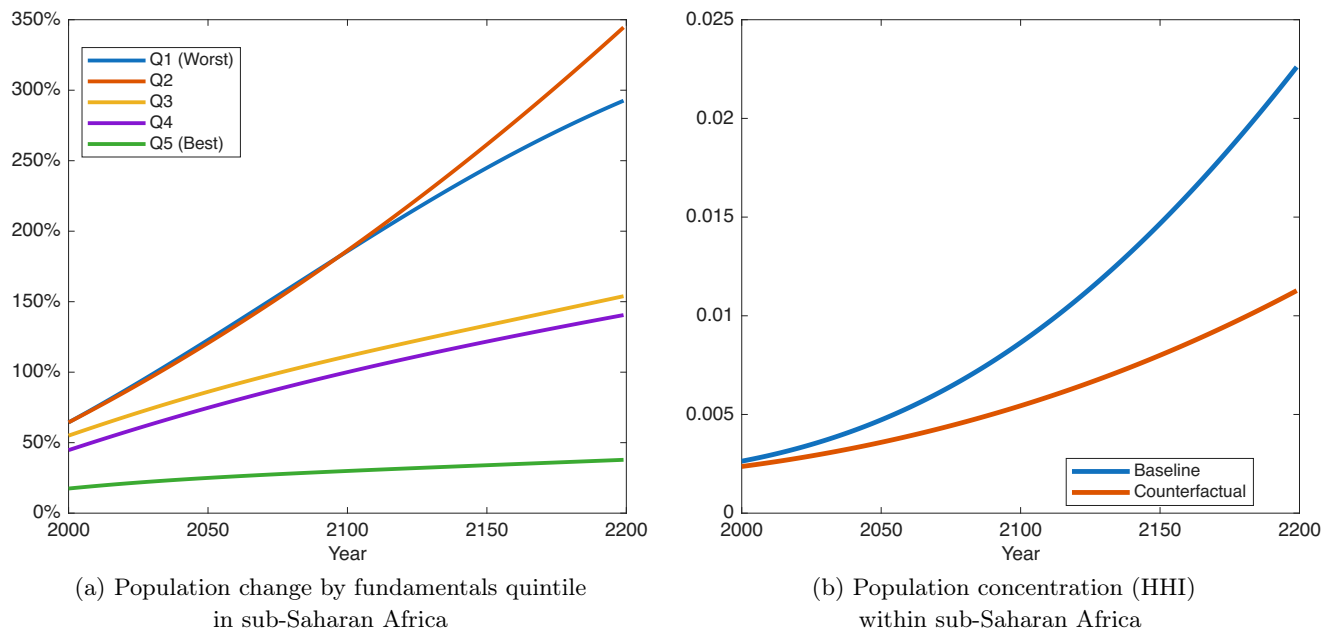 350%
300%
250%
200%
150%
100%
50%
0%
Q1 (Worst)
Q2
Q3
Q4
Q5 (Best)
2000
2050
2100
2150
2200
Year
(a) Population change by fundamentals quintile
in sub-Saharan Africa
0.025
0.02
0.015
0.01
0.005
0
Baseline
Counterfactual
2000
2050
2100
2150
2200
Year
(b) Population concentration (HHI)
within sub-Saharan Africa